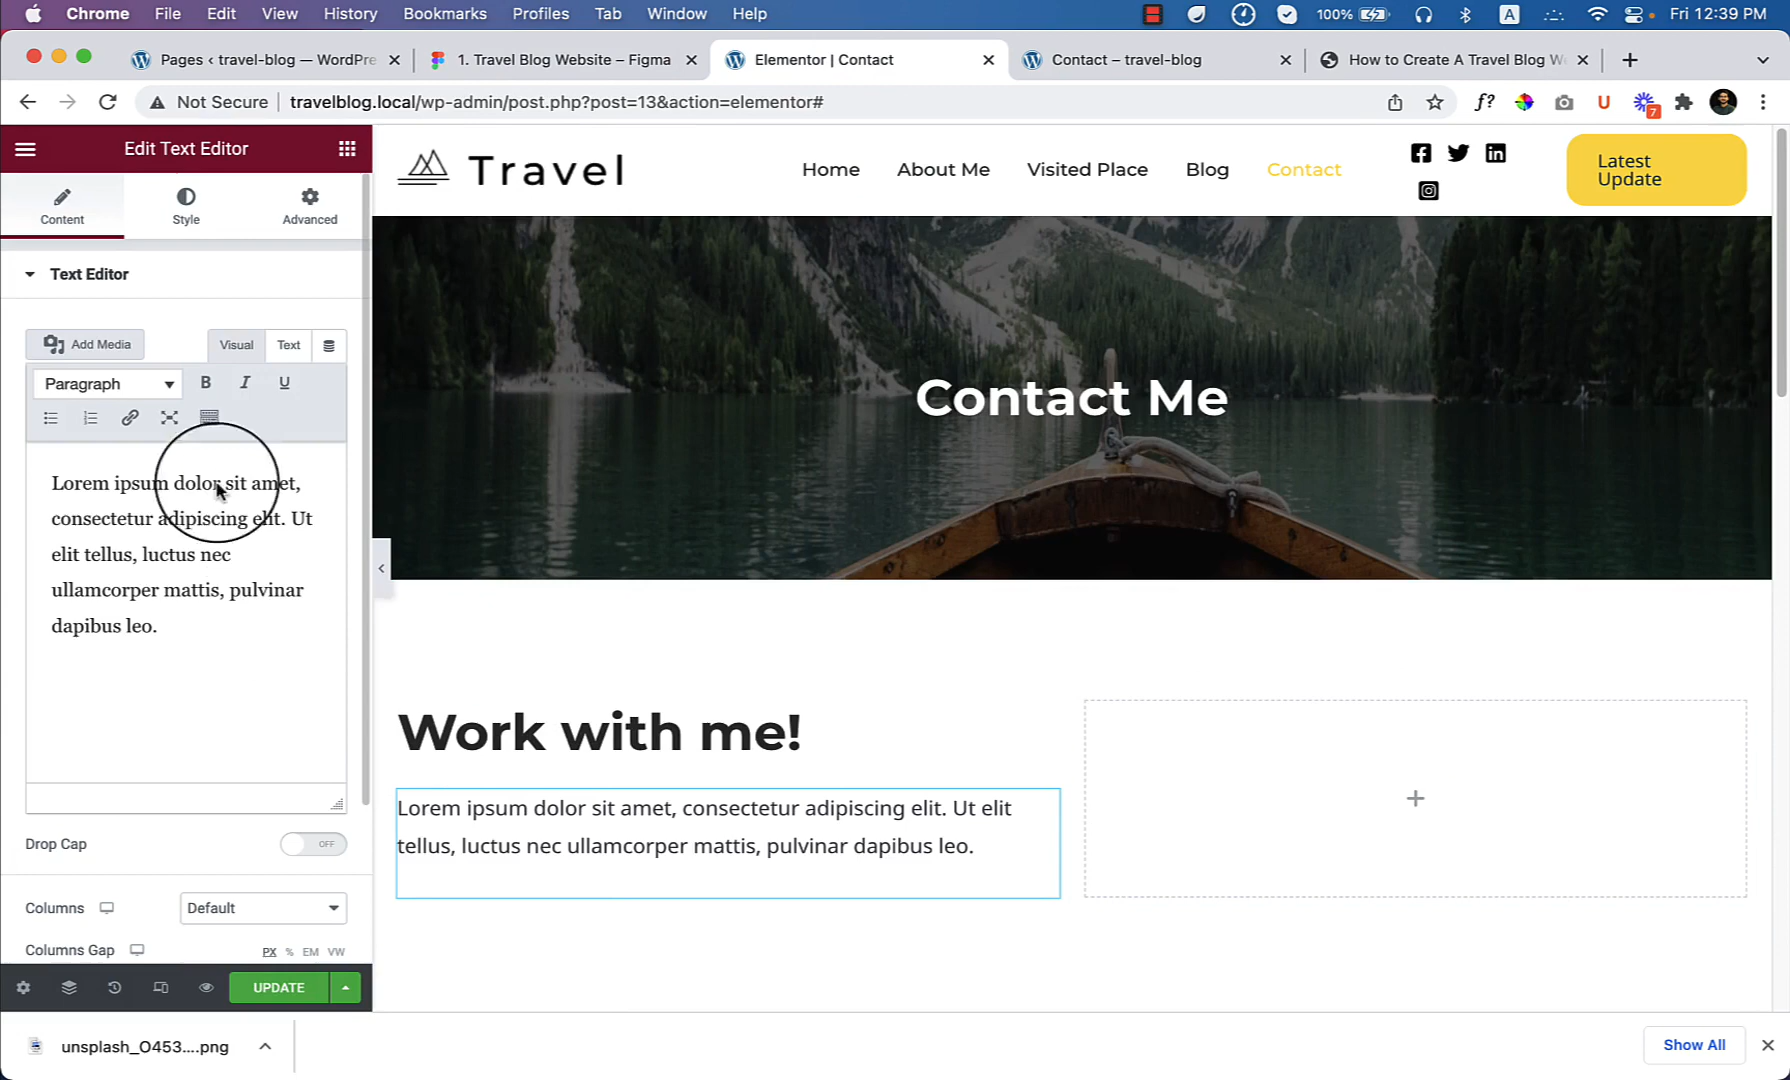 Chrome File Edit View History Bookmarks Profiles Tab Window Help 100% A Fri 12:39 PM
Pages ‹ travel-blog — WordPre 1. Travel Blog Website – Figma Elementor | Contact Contact – travel-blog How to Create A Travel Blog W
Not Secure travelblog.local/wp-admin/post.php?post=13&action=elementor# f? U 7
Edit Text Editor
Content Style Advanced
Text Editor
Add Media Visual Text
Paragraph B I U
Lorem ipsum dolor sit amet,
consectetur adipiscing elit. Ut
elit tellus, luctus nec
ullamcorper mattis, pulvinar
dapibus leo.
Drop Cap OFF
Columns Default
Columns Gap PX % EM VW
UPDATE
Travel Home About Me Visited Place Blog Contact
Latest
Update
Contact Me
Work with me!
Lorem ipsum dolor sit amet, consectetur adipiscing elit. Ut elit
tellus, luctus nec ullamcorper mattis, pulvinar dapibus leo.
unsplash_O453....png Show All